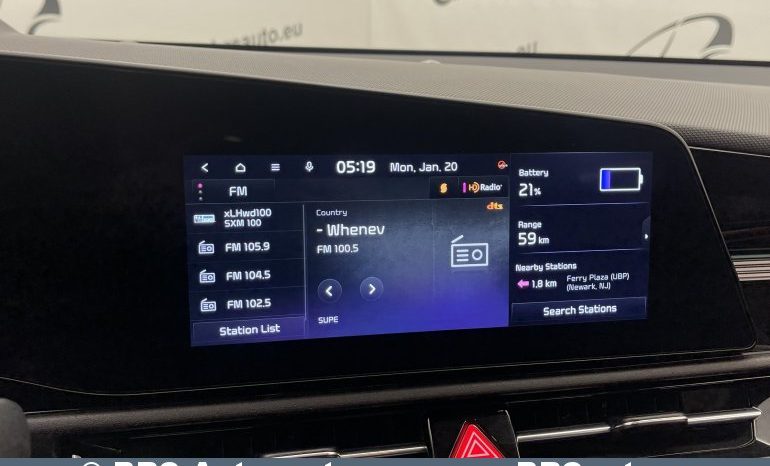 05:19 Mon, Jan. 20
FM
HD Radio
dts
xLHwd100
SXM 100
FM 105.9
FM 104.5
FM 102.5
Station List
Country
- Whenev
FM 100.5
SUPE
Battery
21%
Range
59 km
Nearby Stations
1.8 km
Ferry Plaza (UBP)
(Newark, NJ)
Search Stations
auto.eu